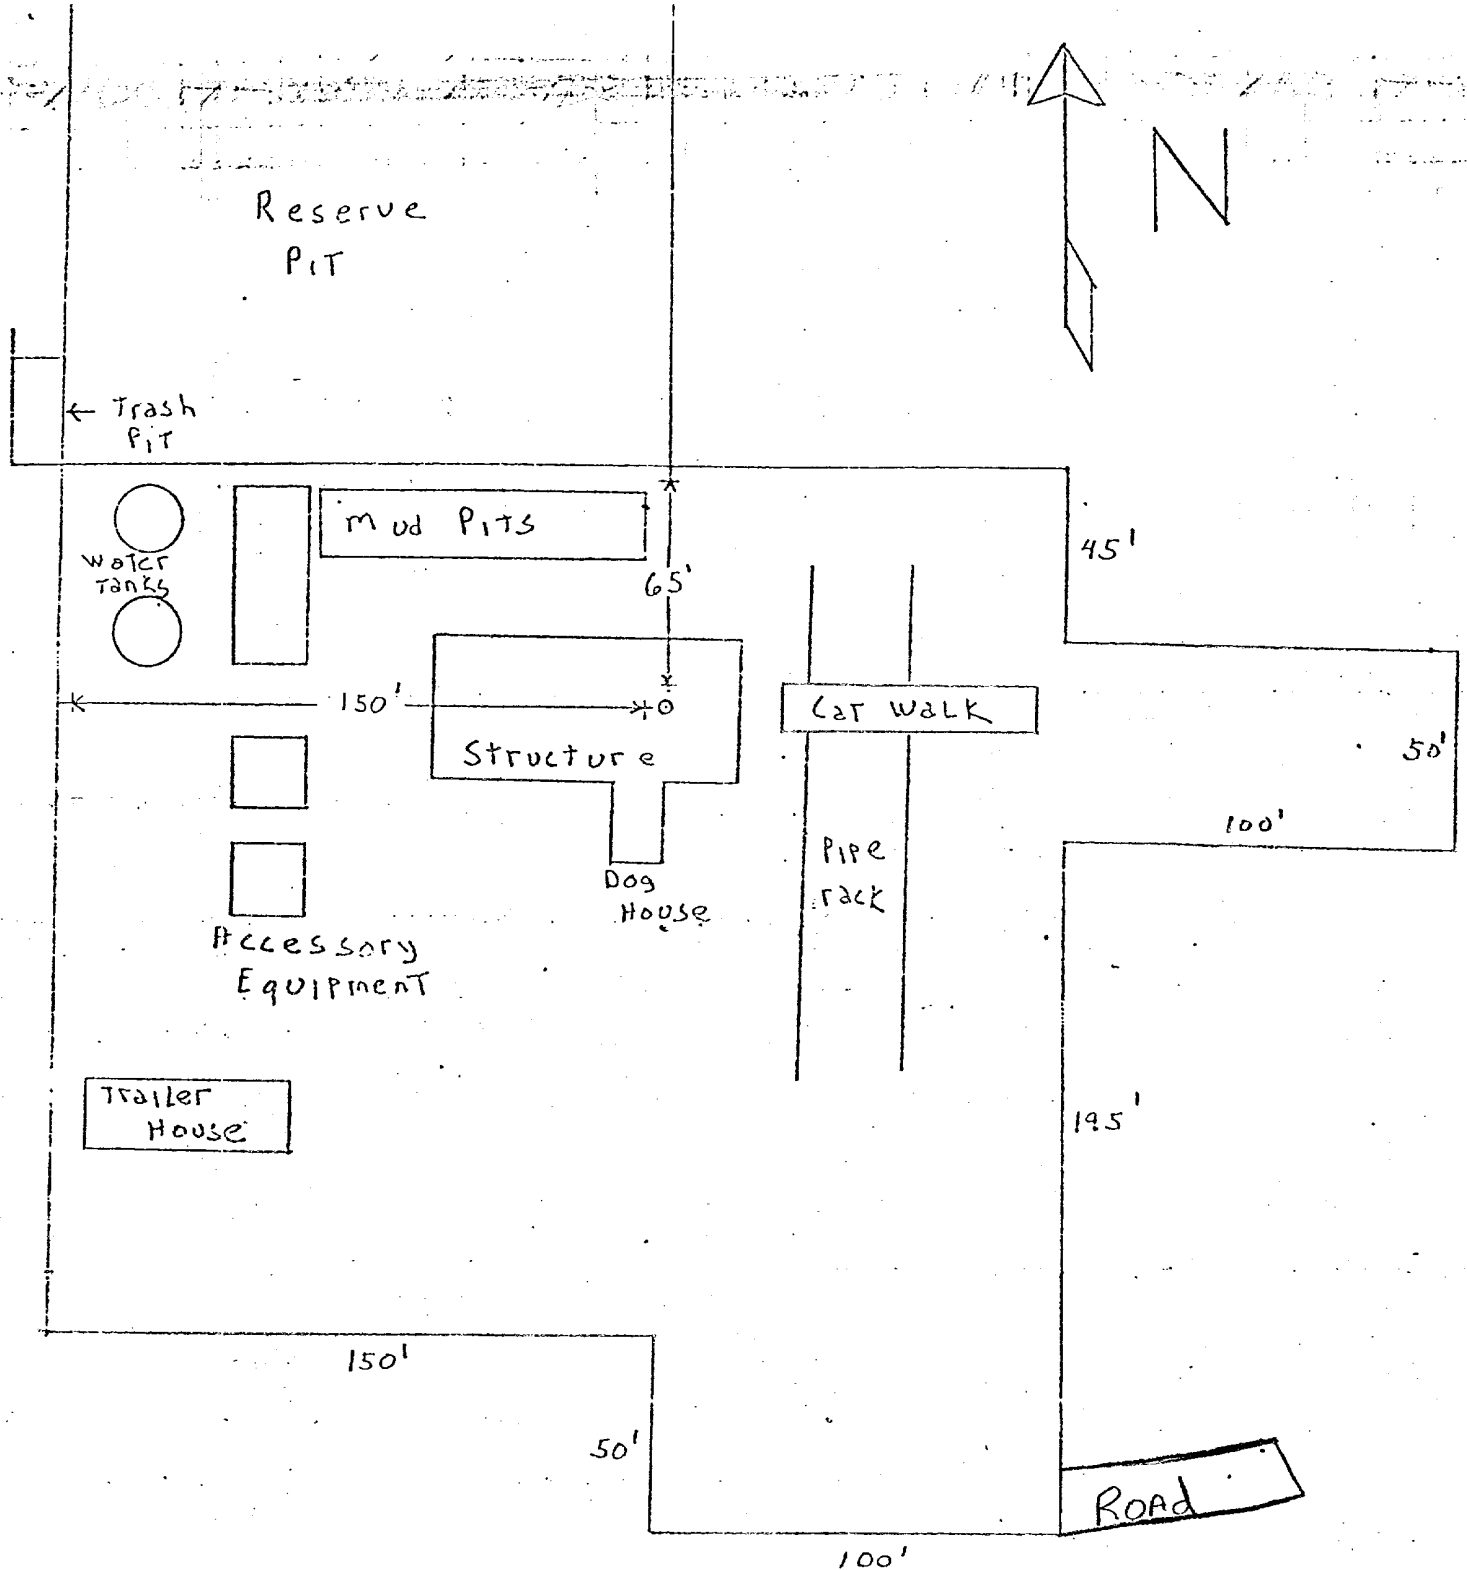 N
Reserve
Pit
← Trash
Pit
Mud Pits
45'
Water
Tanks
65'
150'
Car Walk
Structure
50'
100'
Pipe
rack
Dog
House
Accessory
Equipment
Trailer
House
195'
150'
50'
Road
100'